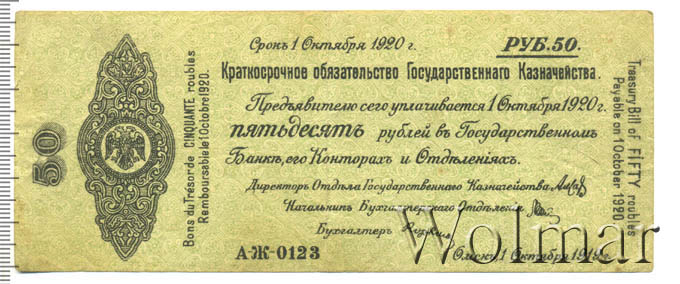 Срокъ 1 Октября 1920 г.
РУБ.50.
Краткосрочное обязательство Государственнаго Казначейства.
Предъявителю сего уплачивается 1 Октября 1920 г.
пятьдесятъ рублей въ Государственномъ
Банкѣ, его Конторахъ и Отдѣленіяхъ.
Директоръ Отдѣла Государственнаго Казначейства
Начальникъ Бухгалтерскаго Отдѣленія
Бухгалтеръ
А-Ж-0123
Омскъ, 1 Октября 1919 г.
50
Bons du Trésor de CINQUANTE roubles
Remboursable 1 Octobre 1920.
Treasury Bill of FIFTY roubles
Payable on 1 October 1920
Wolmar